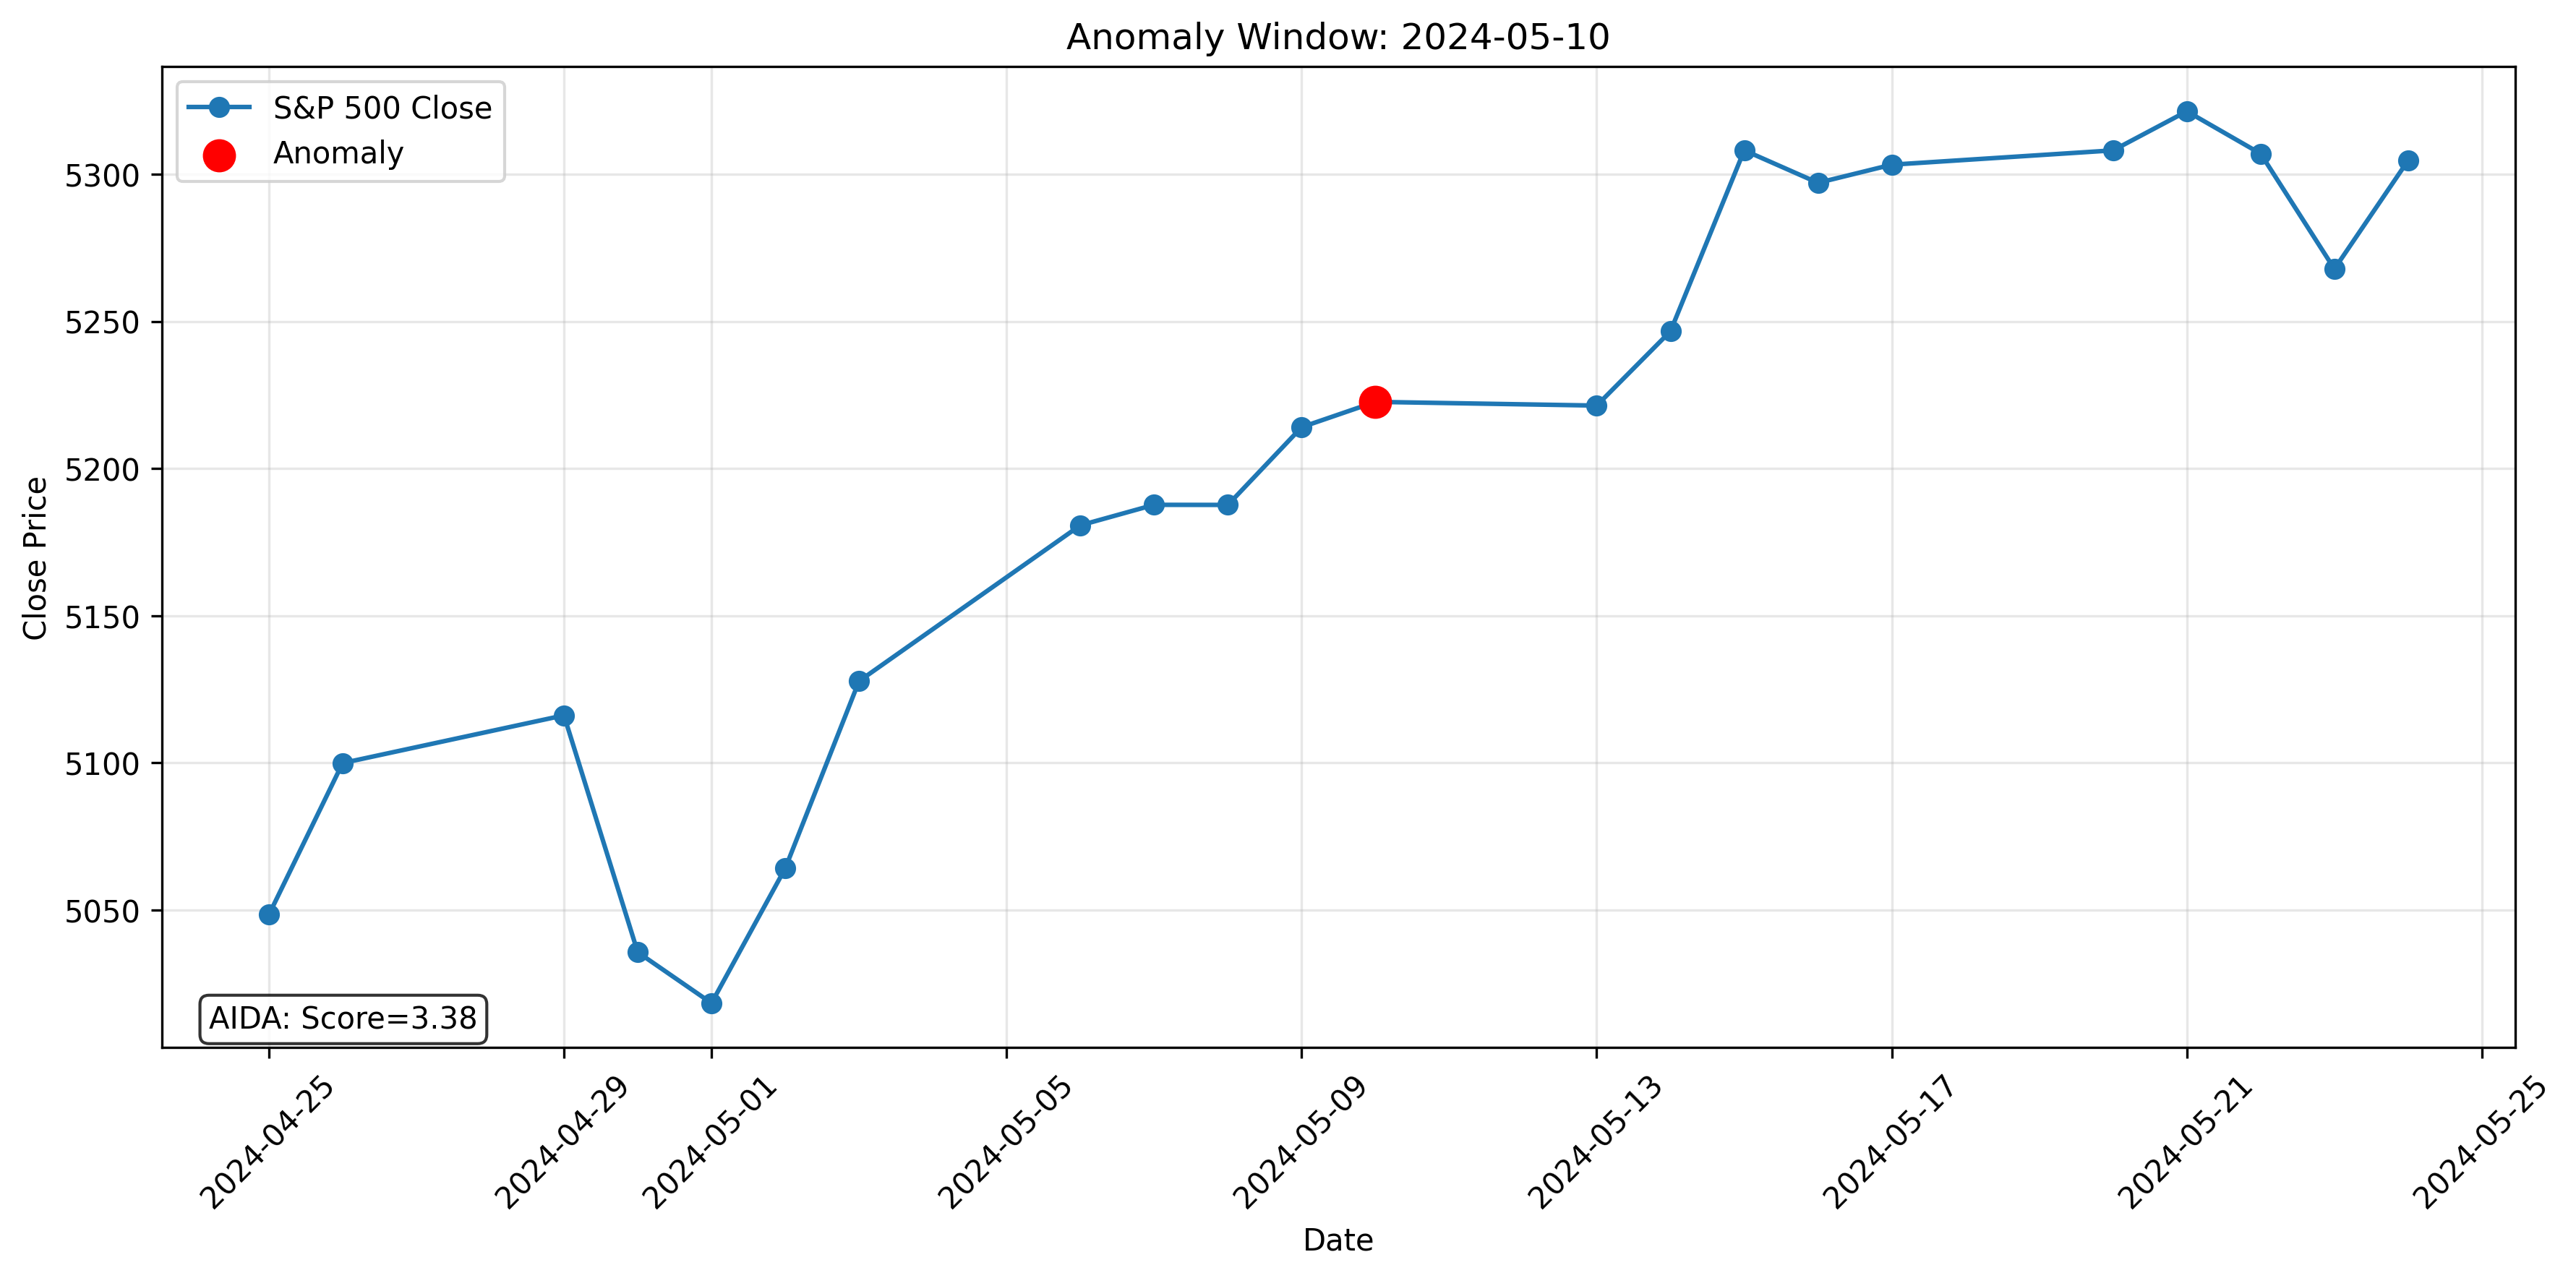 Anomaly Window: 2024-05-10
S&P 500 Close
Anomaly
5300
5250
5200
5150
5100
5050
Close Price
AIDA: Score=3.38
2024-04-25
2024-04-29
2024-05-01
2024-05-05
2024-05-09
2024-05-13
2024-05-17
2024-05-21
2024-05-25
Date